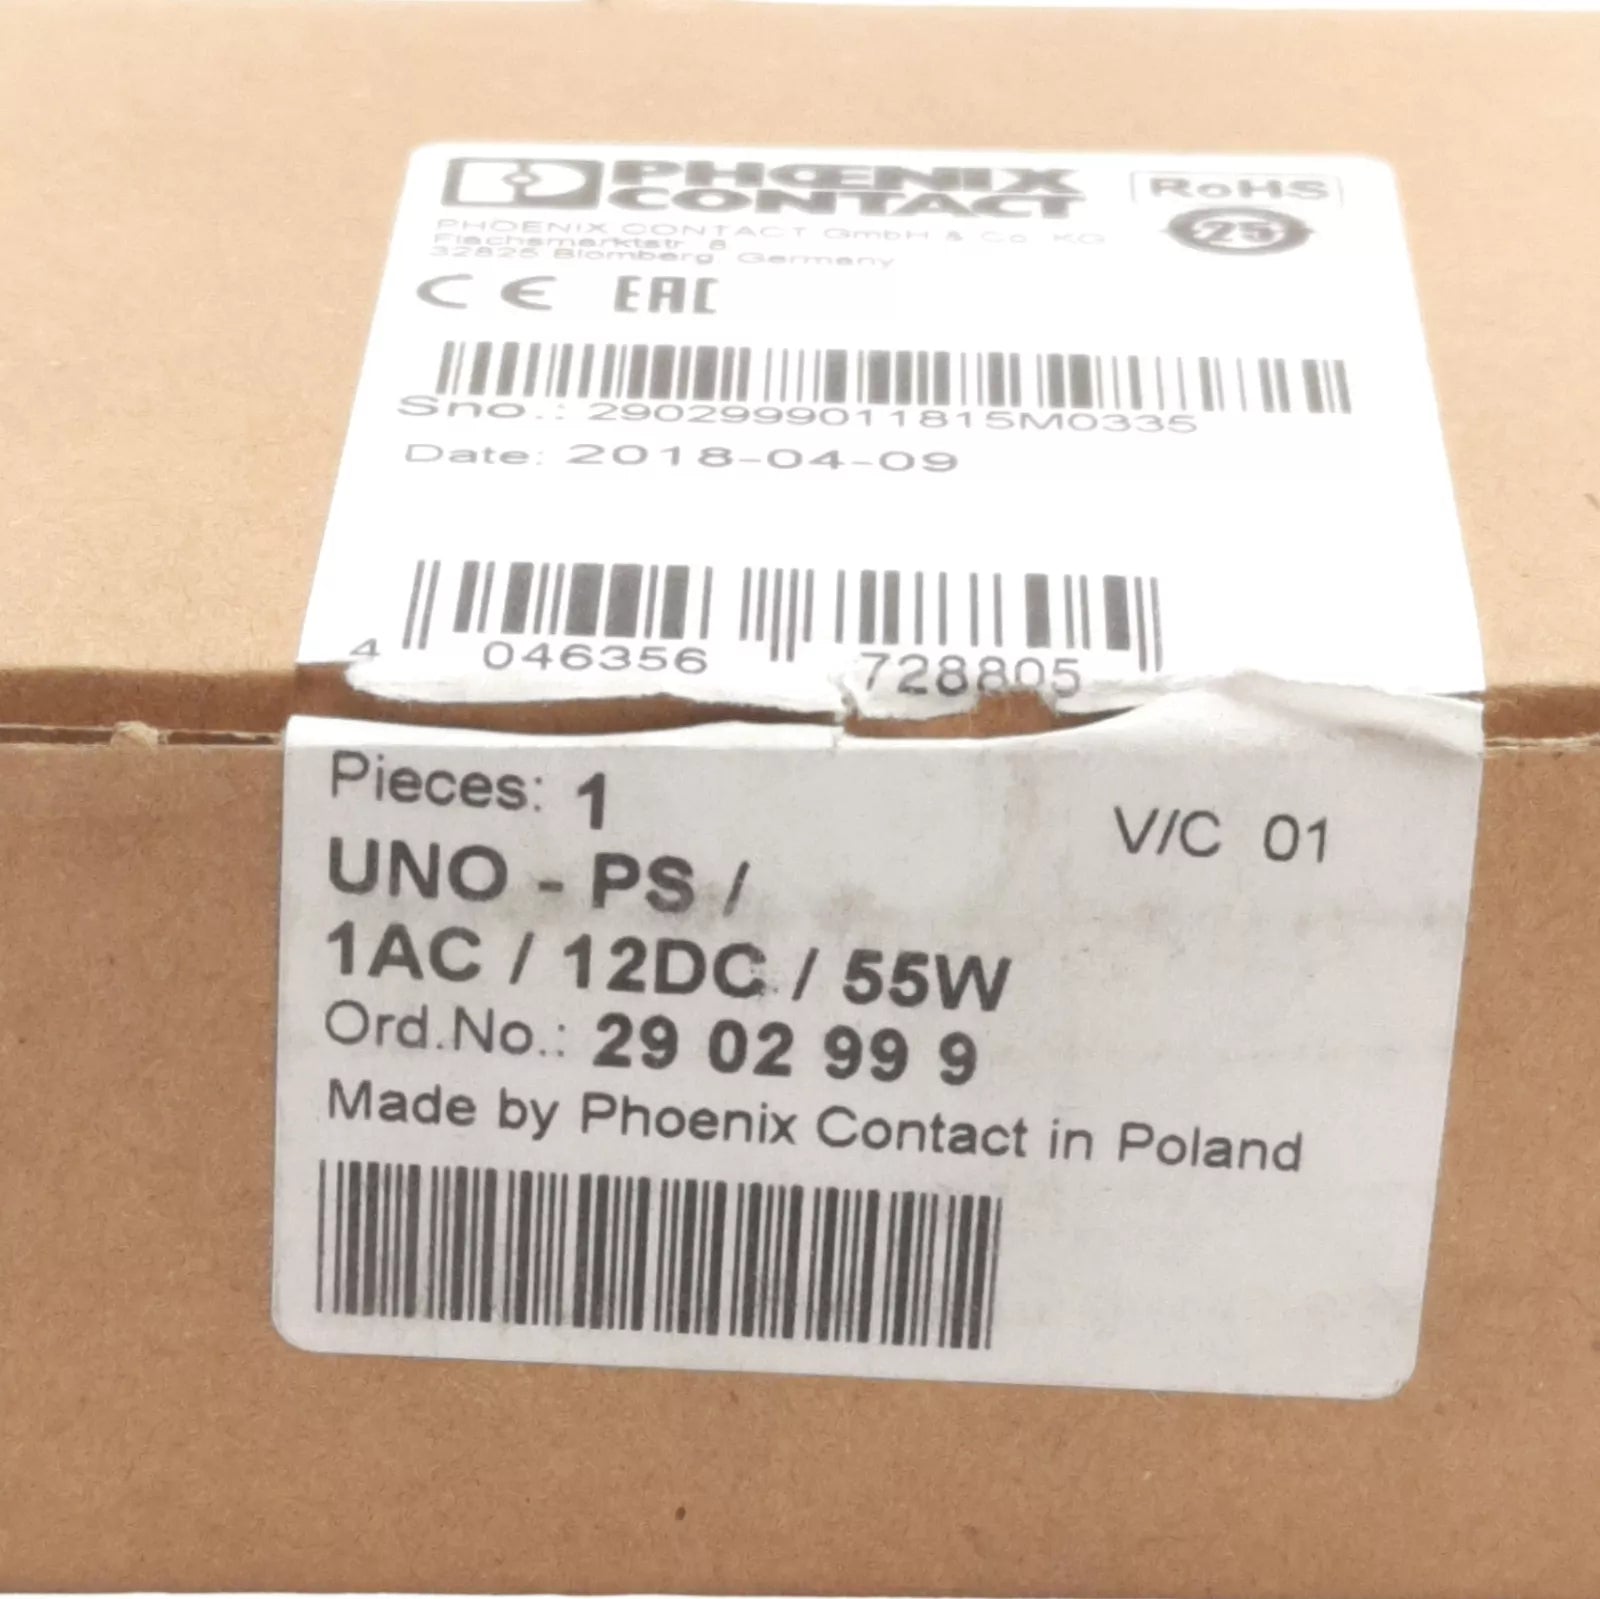 PHŒNIX
CONTACT
RoHS
25
PHOENIX CONTACT GmbH & Co. KG
Flachsmarktstr. 8
32825 Blomberg Germany
CE EAC
Sno.: 2902999011815M0335
Date: 2018-04-09
4 046356 728805
Pieces: 1
V/C 01
UNO - PS /
1AC / 12DC / 55W
Ord.No.: 29 02 99 9
Made by Phoenix Contact in Poland